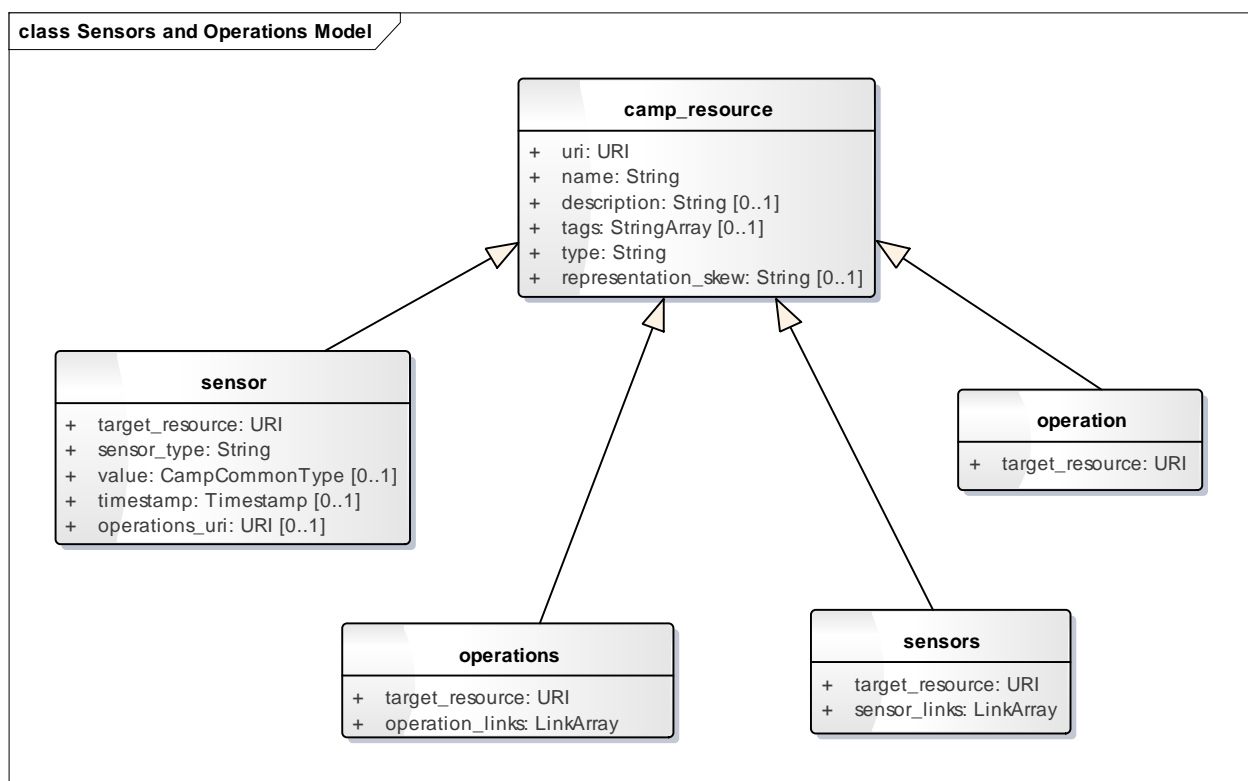 class Sensors and Operations Model
camp_resource
+ uri: URI
+ name: String
+ description: String [0..1]
+ tags: StringArray [0..1]
+ type: String
+ representation_skew: String [0..1]
sensor
+ target_resource: URI
+ sensor_type: String
+ value: CampCommonType [0..1]
+ timestamp: Timestamp [0..1]
+ operations_uri: URI [0..1]
operation
+ target_resource: URI
operations
+ target_resource: URI
+ operation_links: LinkArray
sensors
+ target_resource: URI
+ sensor_links: LinkArray